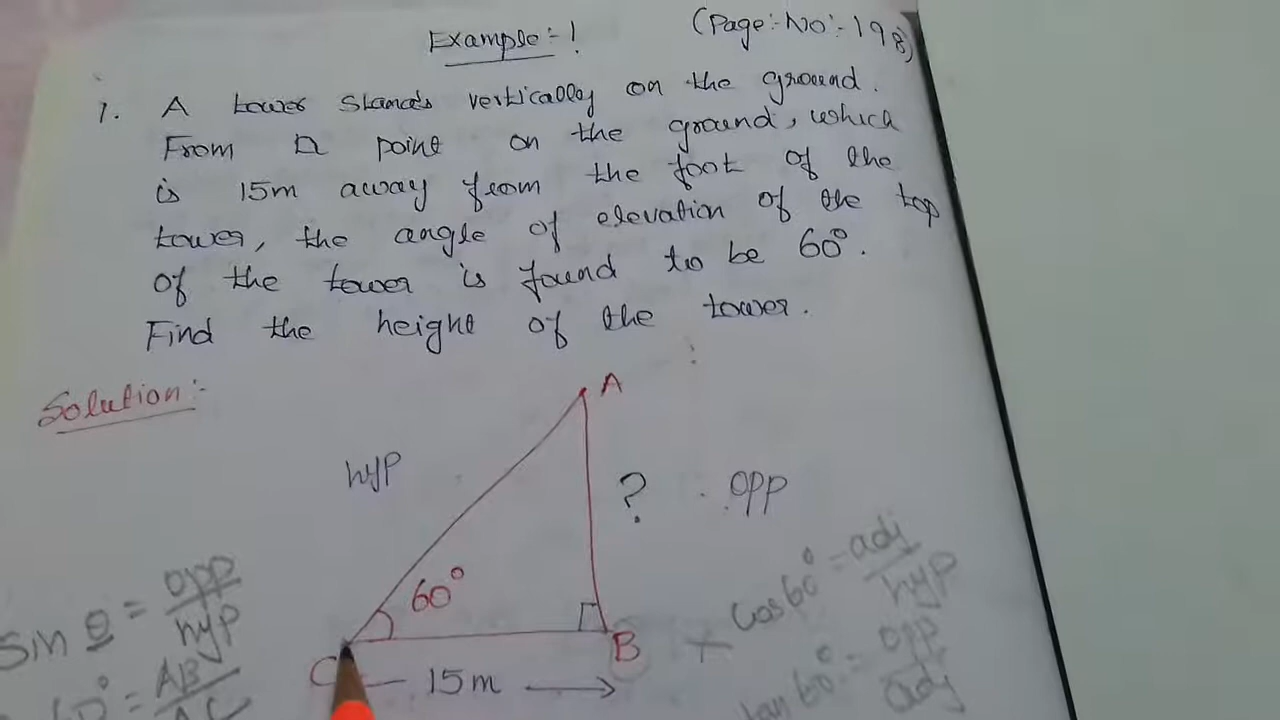 Example:- 1
(Page:-No:-198)
1. A tower stands vertically on the ground.
From a point on the ground, which
is 15m away from the foot of the
tower, the angle of elevation of the top
of the tower is found to be 60°.
Find the height of the tower.
Solution:-
A
hyp
?
opp
60°
C
B
15m
Sin θ = opp/hyp
60° = AB/AC
Cos60° = adj/hyp
tan 60° = opp/adj